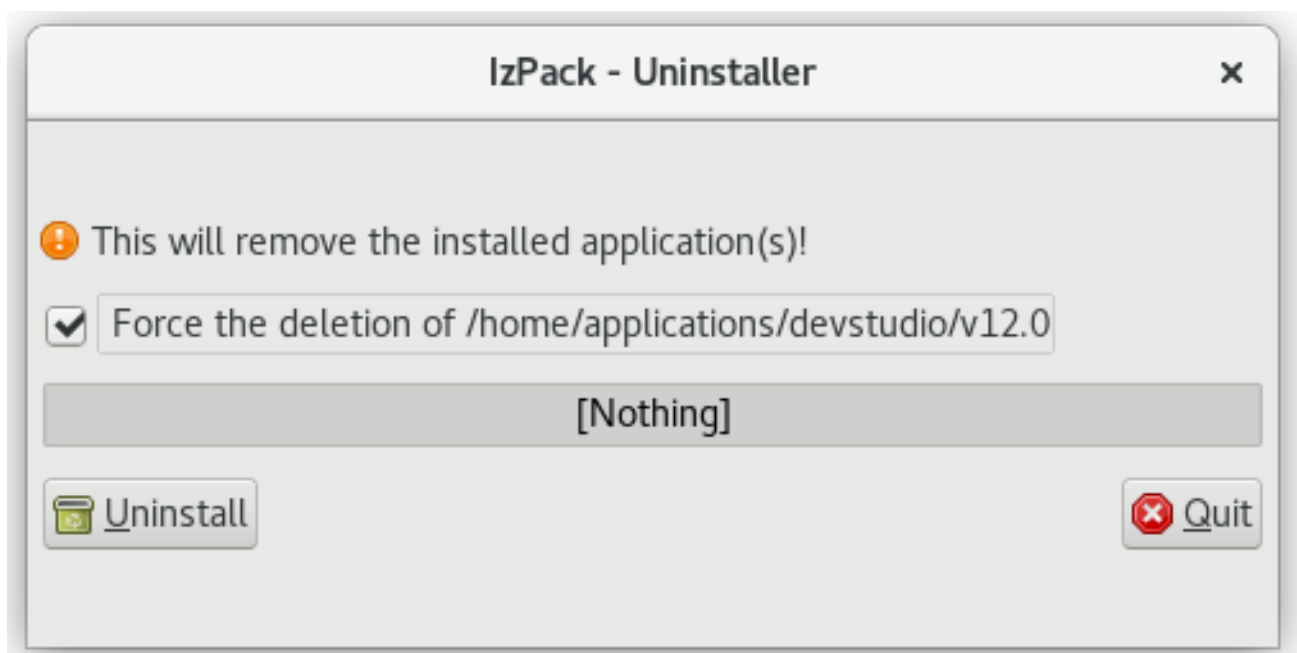 IzPack - Uninstaller
This will remove the installed application(s)!
Force the deletion of /home/applications/devstudio/v12.0
[Nothing]
Uninstall
Quit